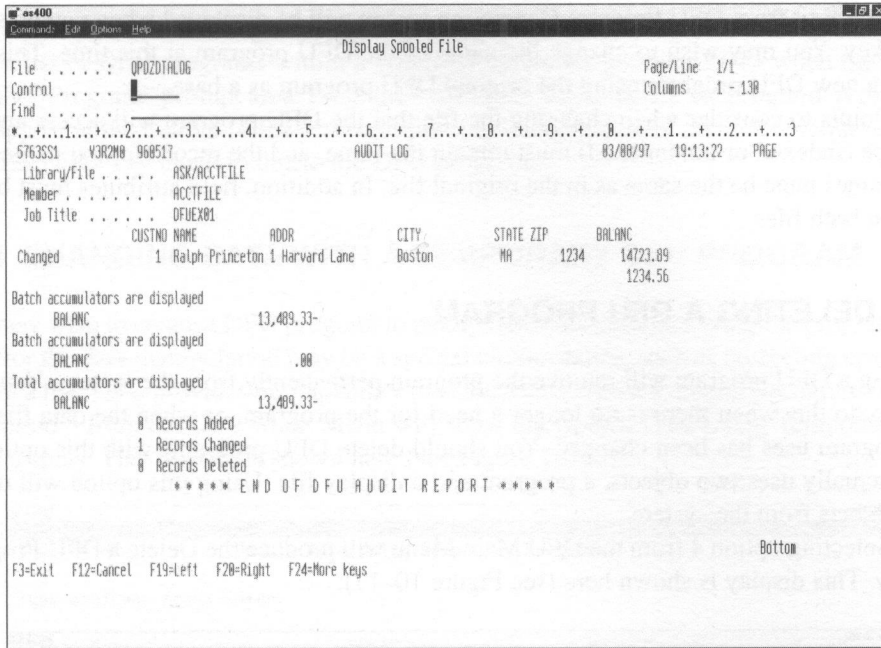 as400
Commands Edit Options Help
Display Spooled File
File . . . . . : QPDZDTALOG Page/Line 1/1
Control . . . . . Columns 1 - 130
Find . . . . . .
*...+....1....+....2....+....3....+....4....+....5....+....6....+....7....+....8....+....9....+....0....+....1....+....2....+....3
5763SS1 V3R2M0 960517 AUDIT LOG 03/08/97 19:13:22 PAGE
Library/File . . . . . ASK/ACCTFILE
Member . . . . . . . . ACCTFILE
Job Title . . . . . . . DFUEX01
CUSTNO NAME ADDR CITY STATE ZIP BALANC
Changed 1 Ralph Princeton 1 Harvard Lane Boston MA 1234 14723.89
1234.56
Batch accumulators are displayed
BALANC 13,489.33-
Batch accumulators are displayed
BALANC .00
Total accumulators are displayed
BALANC 13,489.33-
0 Records Added
1 Records Changed
0 Records Deleted
* * * * * E N D O F D F U A U D I T R E P O R T * * * * *
Bottom
F3=Exit F12=Cancel F19=Left F20=Right F24=More keys